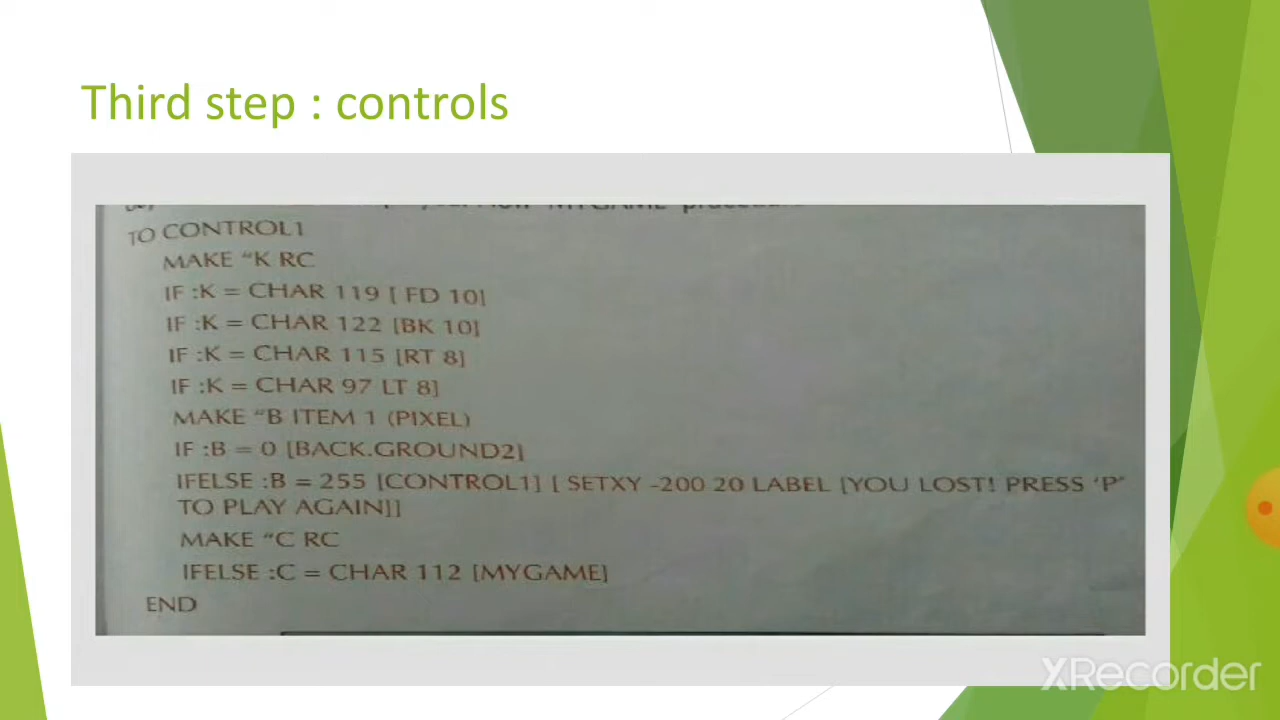 Third step : controls
TO CONTROL1
MAKE "K RC
IF :K = CHAR 119 [ FD 10]
IF :K = CHAR 122 [BK 10]
IF :K = CHAR 115 [RT 8]
IF :K = CHAR 97 LT 8]
MAKE "B ITEM 1 (PIXEL)
IF :B = 0 [BACK.GROUND2]
IFELSE :B = 255 [CONTROL1] [ SETXY -200 20 LABEL [YOU LOST! PRESS 'P'
TO PLAY AGAIN]]
MAKE "C RC
IFELSE :C = CHAR 112 [MYGAME]
END
XRecorder